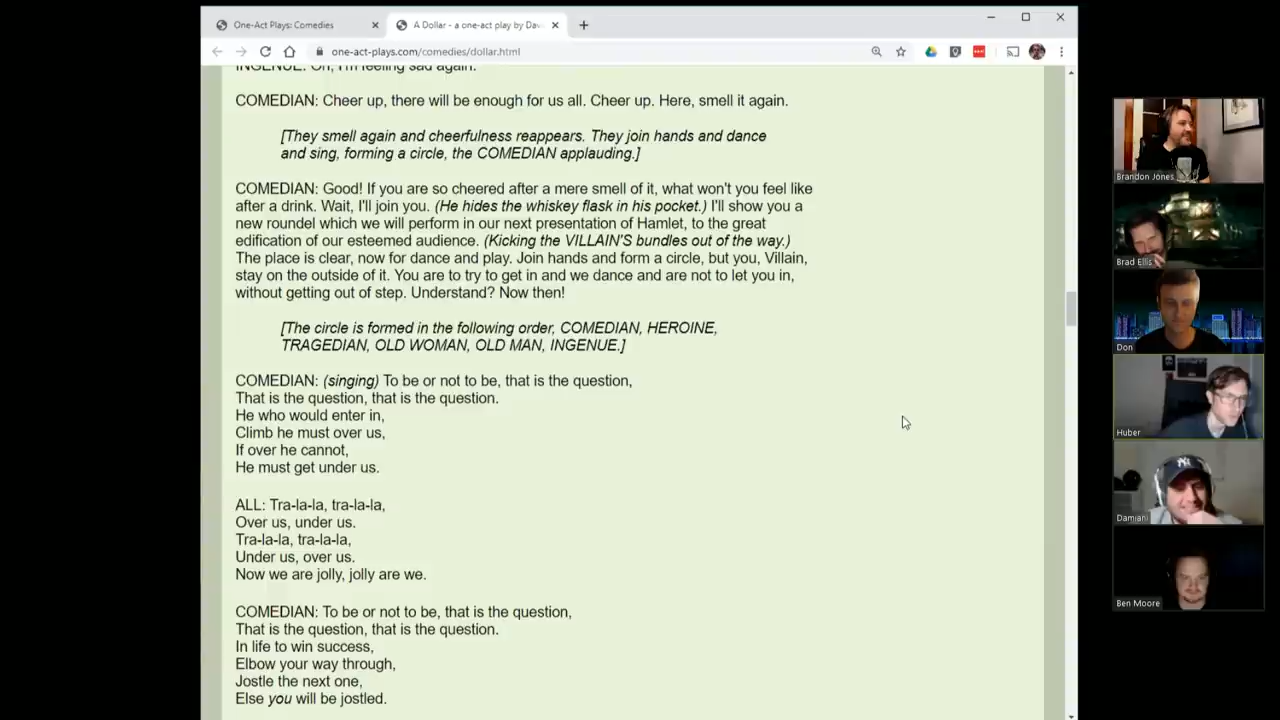 One-Act Plays: Comedies
A Dollar - a one-act play by Dav
one-act-plays.com/comedies/dollar.html
INGENUE: Oh, I'm feeling sad again.
COMEDIAN: Cheer up, there will be enough for us all. Cheer up. Here, smell it again.
[They smell again and cheerfulness reappears. They join hands and dance
and sing, forming a circle, the COMEDIAN applauding.]
COMEDIAN: Good! If you are so cheered after a mere smell of it, what won't you feel like
after a drink. Wait, I'll join you. (He hides the whiskey flask in his pocket.) I'll show you a
new roundel which we will perform in our next presentation of Hamlet, to the great
edification of our esteemed audience. (Kicking the VILLAIN'S bundles out of the way.)
The place is clear, now for dance and play. Join hands and form a circle, but you, Villain,
stay on the outside of it. You are to try to get in and we dance and are not to let you in,
without getting out of step. Understand? Now then!
[The circle is formed in the following order, COMEDIAN, HEROINE,
TRAGEDIAN, OLD WOMAN, OLD MAN, INGENUE.]
COMEDIAN: (singing) To be or not to be, that is the question,
That is the question, that is the question.
He who would enter in,
Climb he must over us,
If over he cannot,
He must get under us.
ALL: Tra-la-la, tra-la-la,
Over us, under us.
Tra-la-la, tra-la-la,
Under us, over us.
Now we are jolly, jolly are we.
COMEDIAN: To be or not to be, that is the question,
That is the question, that is the question.
In life to win success,
Elbow your way through,
Jostle the next one,
Else you will be jostled.
Brandon Jones
Brad Ellis
Don
Huber
Damiani
Ben Moore